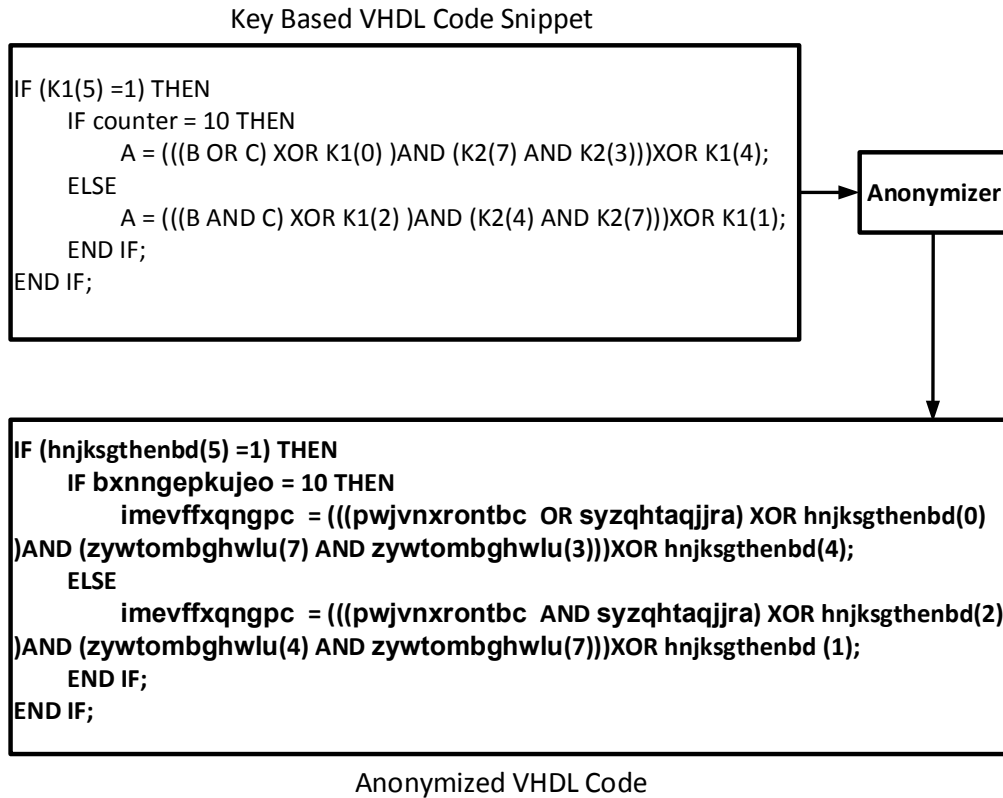 Key Based VHDL Code Snippet
IF (K1(5) =1) THEN
IF counter = 10 THEN
A = (((B OR C) XOR K1(0) )AND (K2(7) AND K2(3)))XOR K1(4);
ELSE
A = (((B AND C) XOR K1(2) )AND (K2(4) AND K2(7)))XOR K1(1);
END IF;
END IF;
Anonymizer
IF (hnjksgthenbd(5) =1) THEN
IF bxnngepkujeo = 10 THEN
imevffxqngpc = (((pwjvnxrontbc OR syzqhtaqjjra) XOR hnjksgthenbd(0)
)AND (zywtombghwlu(7) AND zywtombghwlu(3)))XOR hnjksgthenbd(4);
ELSE
imevffxqngpc = (((pwjvnxrontbc AND syzqhtaqjjra) XOR hnjksgthenbd(2)
)AND (zywtombghwlu(4) AND zywtombghwlu(7)))XOR hnjksgthenbd (1);
END IF;
END IF;
Anonymized VHDL Code